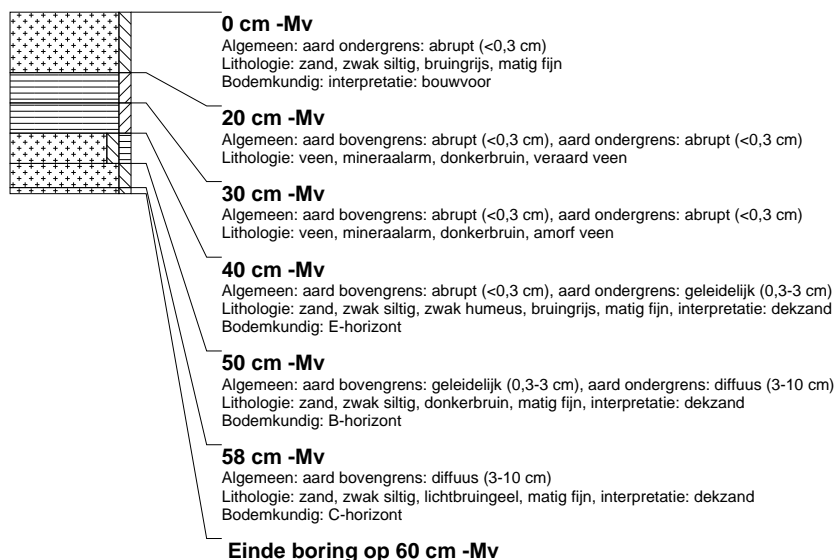 0 cm -Mv
Algemeen: aard ondergrens: abrupt (<0,3 cm)
Lithologie: zand, zwak siltig, bruingrijs, matig fijn
Bodemkundig: interpretatie: bouwvoor
20 cm -Mv
Algemeen: aard bovengrens: abrupt (<0,3 cm), aard ondergrens: abrupt (<0,3 cm)
Lithologie: veen, mineraalarm, donkerbruin, veraard veen
30 cm -Mv
Algemeen: aard bovengrens: abrupt (<0,3 cm), aard ondergrens: abrupt (<0,3 cm)
Lithologie: veen, mineraalarm, donkerbruin, amorf veen
40 cm -Mv
Algemeen: aard bovengrens: abrupt (<0,3 cm), aard ondergrens: geleidelijk (0,3-3 cm)
Lithologie: zand, zwak siltig, zwak humeus, bruingrijs, matig fijn, interpretatie: dekzand
Bodemkundig: E-horizont
50 cm -Mv
Algemeen: aard bovengrens: geleidelijk (0,3-3 cm), aard ondergrens: diffuus (3-10 cm)
Lithologie: zand, zwak siltig, donkerbruin, matig fijn, interpretatie: dekzand
Bodemkundig: B-horizont
58 cm -Mv
Algemeen: aard bovengrens: diffuus (3-10 cm)
Lithologie: zand, zwak siltig, lichtbruingeel, matig fijn, interpretatie: dekzand
Bodemkundig: C-horizont
Einde boring op 60 cm -Mv